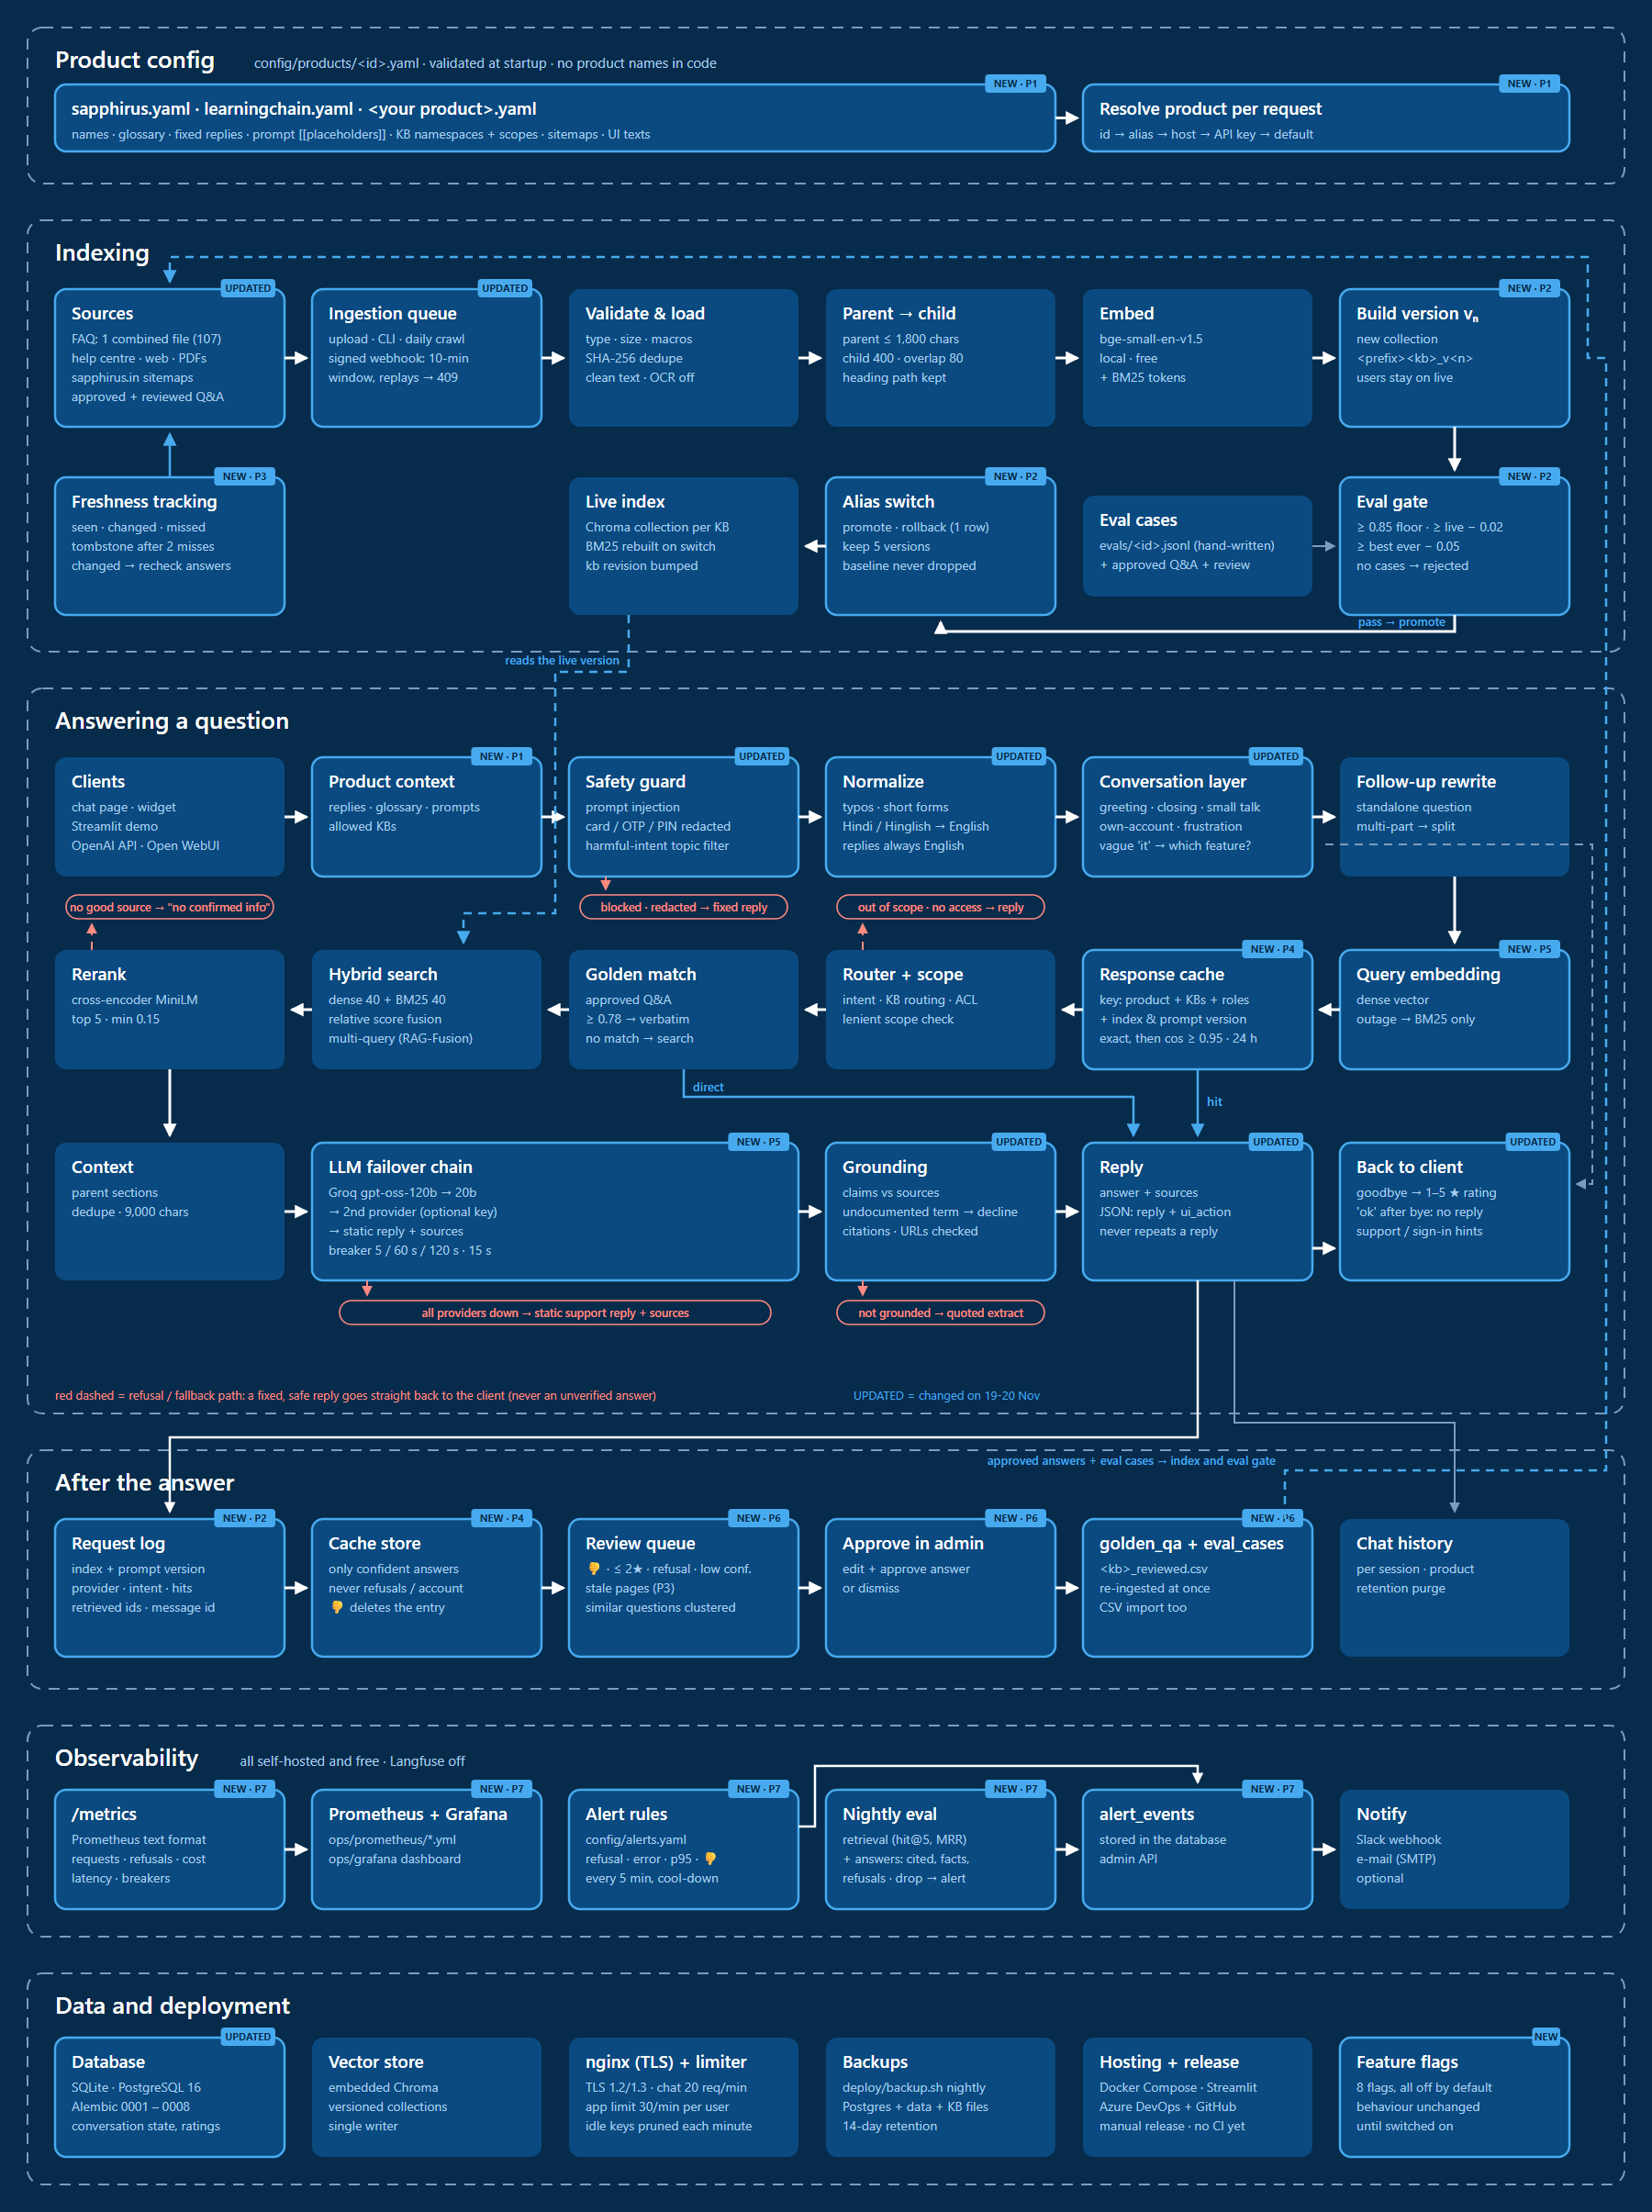 Product config
config/products/<id>.yaml · validated at startup · no product names in code
NEW · P1
sapphirus.yaml · learningchain.yaml · <your product>.yaml
names · glossary · fixed replies · prompt [[placeholders]] · KB namespaces + scopes · sitemaps · UI texts
NEW · P1
Resolve product per request
id → alias → host → API key → default
Indexing
UPDATED
Sources
FAQ: 1 combined file (107)
help centre · web · PDFs
sapphirus.in sitemaps
approved + reviewed Q&A
UPDATED
Ingestion queue
upload · CLI · daily crawl
signed webhook: 10-min
window, replays → 409
Validate & load
type · size · macros
SHA-256 dedupe
clean text · OCR off
Parent → child
parent ≤ 1,800 chars
child 400 · overlap 80
heading path kept
Embed
bge-small-en-v1.5
local · free
+ BM25 tokens
NEW · P2
Build version vₙ
new collection
<prefix><kb>_v<n>
users stay on live
NEW · P3
Freshness tracking
seen · changed · missed
tombstone after 2 misses
changed → recheck answers
Live index
Chroma collection per KB
BM25 rebuilt on switch
kb revision bumped
NEW · P2
Alias switch
promote · rollback (1 row)
keep 5 versions
baseline never dropped
Eval cases
evals/<id>.jsonl (hand-written)
+ approved Q&A + review
NEW · P2
Eval gate
≥ 0.85 floor · ≥ live − 0.02
≥ best ever − 0.05
no cases → rejected
pass → promote
reads the live version
Answering a question
Clients
chat page · widget
Streamlit demo
OpenAI API · Open WebUI
NEW · P1
Product context
replies · glossary · prompts
allowed KBs
UPDATED
Safety guard
prompt injection
card / OTP / PIN redacted
harmful-intent topic filter
UPDATED
Normalize
typos · short forms
Hindi / Hinglish → English
replies always English
UPDATED
Conversation layer
greeting · closing · small talk
own-account · frustration
vague 'it' → which feature?
Follow-up rewrite
standalone question
multi-part → split
no good source → "no confirmed info"
blocked · redacted → fixed reply
out of scope · no access → reply
Rerank
cross-encoder MiniLM
top 5 · min 0.15
Hybrid search
dense 40 + BM25 40
relative score fusion
multi-query (RAG-Fusion)
Golden match
approved Q&A
≥ 0.78 → verbatim
no match → search
Router + scope
intent · KB routing · ACL
lenient scope check
NEW · P4
Response cache
key: product + KBs + roles
+ index & prompt version
exact, then cos ≥ 0.95 · 24 h
NEW · P5
Query embedding
dense vector
outage → BM25 only
direct
hit
Context
parent sections
dedupe · 9,000 chars
NEW · P5
LLM failover chain
Groq gpt-oss-120b → 20b
→ 2nd provider (optional key)
→ static reply + sources
breaker 5 / 60 s / 120 s · 15 s
UPDATED
Grounding
claims vs sources
undocumented term → decline
citations · URLs checked
UPDATED
Reply
answer + sources
JSON: reply + ui_action
never repeats a reply
UPDATED
Back to client
goodbye → 1–5 ★ rating
'ok' after bye: no reply
support / sign-in hints
all providers down → static support reply + sources
not grounded → quoted extract
red dashed = refusal / fallback path: a fixed, safe reply goes straight back to the client (never an unverified answer)
UPDATED = changed on 19-20 Nov
After the answer
approved answers + eval cases → index and eval gate
NEW · P2
Request log
index + prompt version
provider · intent · hits
retrieved ids · message id
NEW · P4
Cache store
only confident answers
never refusals / account
👎 deletes the entry
NEW · P6
Review queue
👎 · ≤ 2★ · refusal · low conf.
stale pages (P3)
similar questions clustered
NEW · P6
Approve in admin
edit + approve answer
or dismiss
NEW · P6
golden_qa + eval_cases
<kb>_reviewed.csv
re-ingested at once
CSV import too
Chat history
per session · product
retention purge
Observability
all self-hosted and free · Langfuse off
NEW · P7
/metrics
Prometheus text format
requests · refusals · cost
latency · breakers
NEW · P7
Prometheus + Grafana
ops/prometheus/*.yml
ops/grafana dashboard
NEW · P7
Alert rules
config/alerts.yaml
refusal · error · p95 · 👎
every 5 min, cool-down
NEW · P7
Nightly eval
retrieval (hit@5, MRR)
+ answers: cited, facts,
refusals · drop → alert
NEW · P7
alert_events
stored in the database
admin API
Notify
Slack webhook
e-mail (SMTP)
optional
Data and deployment
UPDATED
Database
SQLite · PostgreSQL 16
Alembic 0001 – 0008
conversation state, ratings
Vector store
embedded Chroma
versioned collections
single writer
nginx (TLS) + limiter
TLS 1.2/1.3 · chat 20 req/min
app limit 30/min per user
idle keys pruned each minute
Backups
deploy/backup.sh nightly
Postgres + data + KB files
14-day retention
Hosting + release
Docker Compose · Streamlit
Azure DevOps + GitHub
manual release · no CI yet
NEW
Feature flags
8 flags, all off by default
behaviour unchanged
until switched on